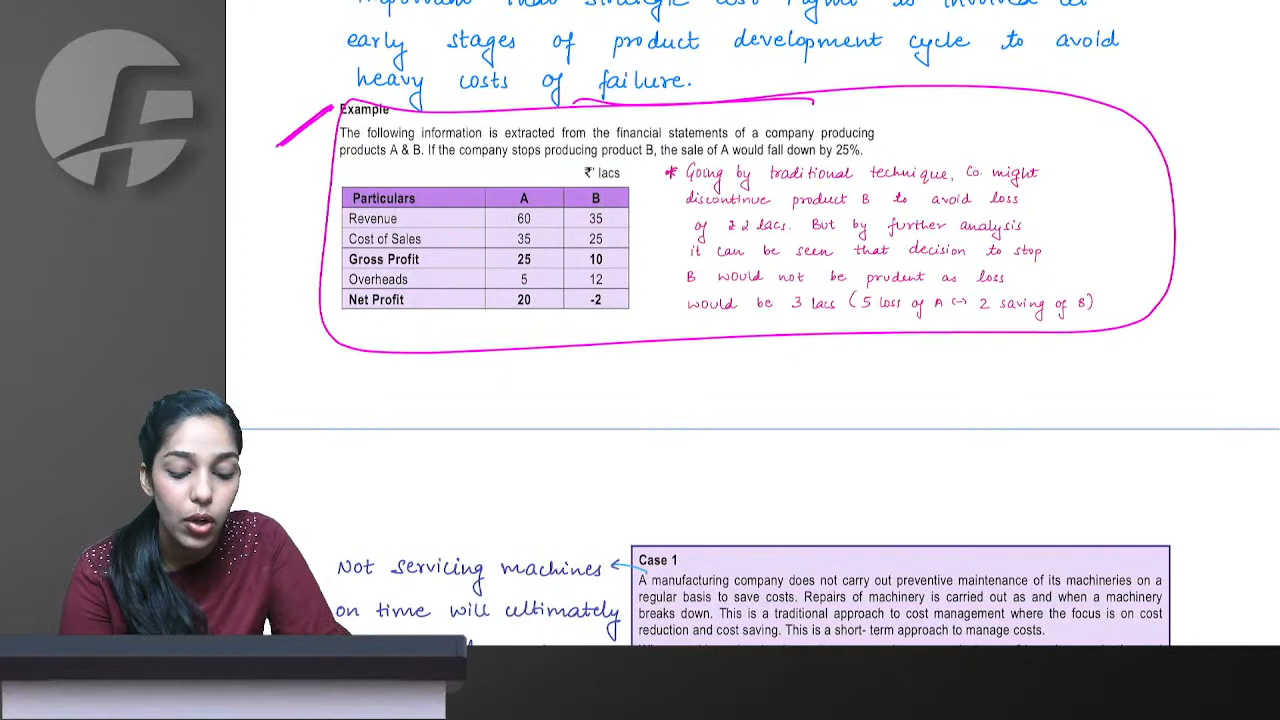 early stages of product development cycle to avoid
heavy costs of failure.
Example
The following information is extracted from the financial statements of a company producing
products A & B. If the company stops producing product B, the sale of A would fall down by 25%.
₹' lacs
Particulars A B
Revenue 60 35
Cost of Sales 35 25
Gross Profit 25 10
Overheads 5 12
Net Profit 20 -2
* Going by traditional technique, Co. might
discontinue product B to avoid loss
of ₹ 2 lacs. But by further analysis
it can be seen that decision to stop
B would not be prudent as loss
would be 3 lacs (5 loss of A (-) 2 saving of B)
Not servicing machines
on time will ultimately
Case 1
A manufacturing company does not carry out preventive maintenance of its machineries on a
regular basis to save costs. Repairs of machinery is carried out as and when a machinery
breaks down. This is a traditional approach to cost management where the focus is on cost
reduction and cost saving. This is a short- term approach to manage costs.